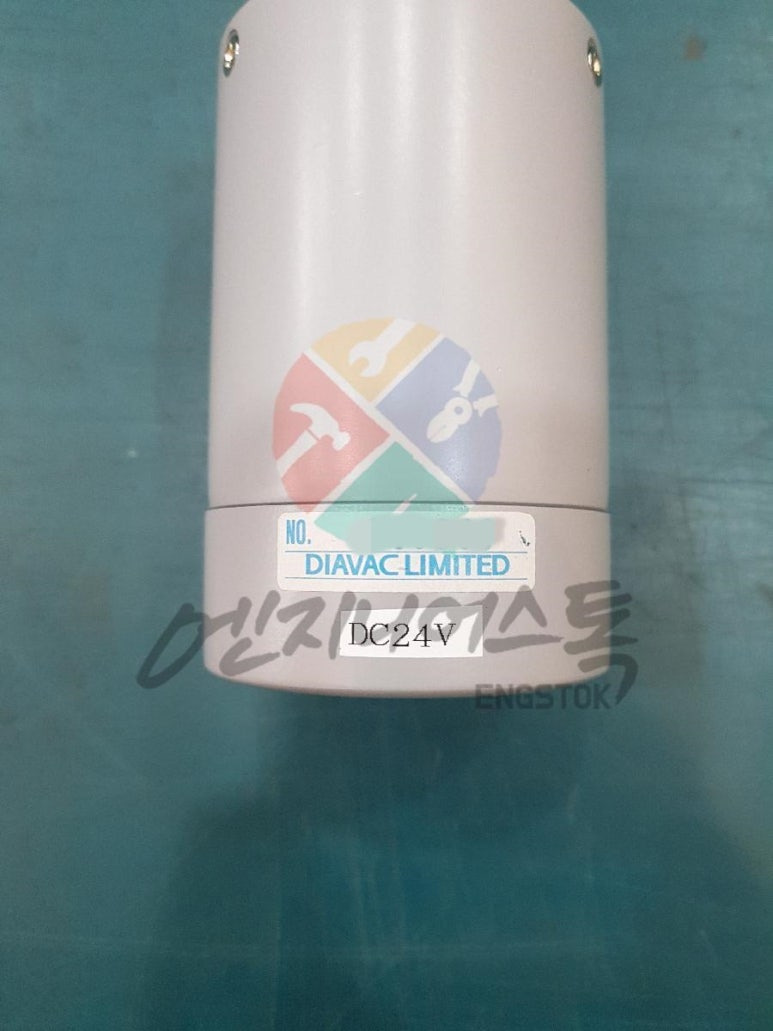 NO.
DIAVAC LIMITED
DC24V
엔지니어스톡
ENGSTOK